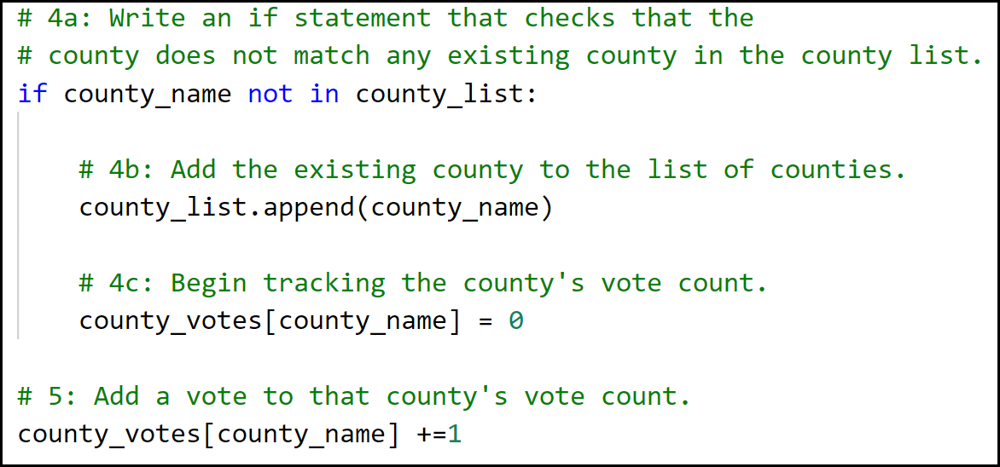 # 4a: Write an if statement that checks that the
# county does not match any existing county in the county list.
if county_name not in county_list:
# 4b: Add the existing county to the list of counties.
county_list.append(county_name)
# 4c: Begin tracking the county's vote count.
county_votes[county_name] = 0
# 5: Add a vote to that county's vote count.
county_votes[county_name] +=1